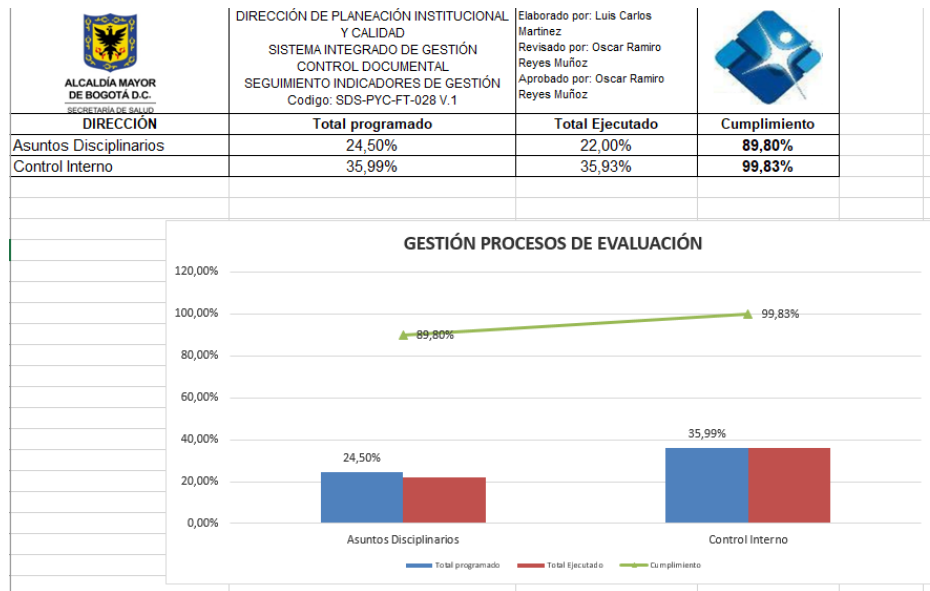 ALCALDÍA MAYOR
DE BOGOTÁ D.C.
SECRETARÍA DE SALUD
DIRECCIÓN DE PLANEACIÓN INSTITUCIONAL
Y CALIDAD
SISTEMA INTEGRADO DE GESTIÓN
CONTROL DOCUMENTAL
SEGUIMIENTO INDICADORES DE GESTIÓN
Codigo: SDS-PYC-FT-028 V.1
Elaborado por: Luis Carlos
Martinez
Revisado por: Oscar Ramiro
Reyes Muñoz
Aprobado por: Oscar Ramiro
Reyes Muñoz
DIRECCIÓN Total programado Total Ejecutado Cumplimiento
Asuntos Disciplinarios 24,50% 22,00% 89,80%
Control Interno 35,99% 35,93% 99,83%
GESTIÓN PROCESOS DE EVALUACIÓN
120,00%
100,00%
80,00%
60,00%
40,00%
20,00%
0,00%
89,80%
99,83%
24,50%
35,99%
Asuntos Disciplinarios Control Interno
Total programado Total Ejecutado Cumplimiento